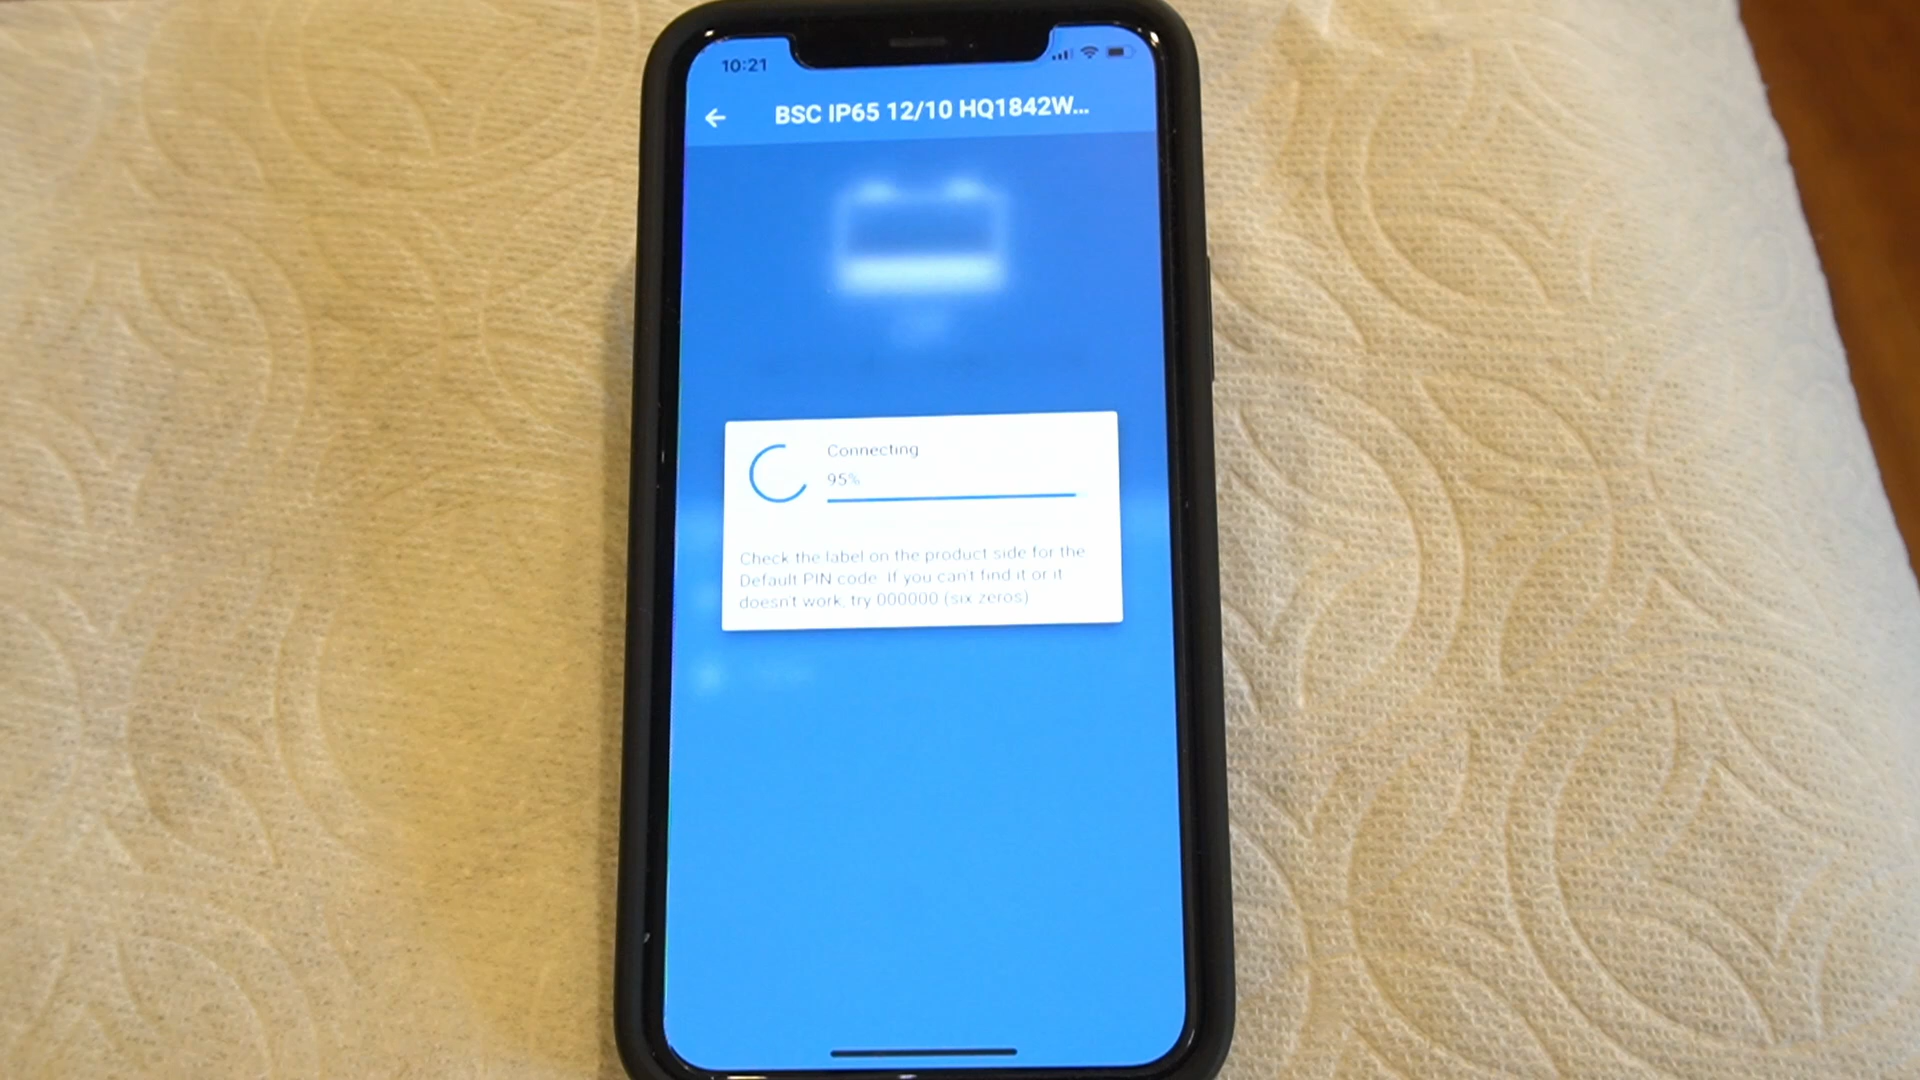 10:21
BSC IP65 12/10 HQ1842W...
Connecting
95%
Check the label on the product side for the
Default PIN code. If you can't find it or it
doesn't work, try 000000 (six zeros)